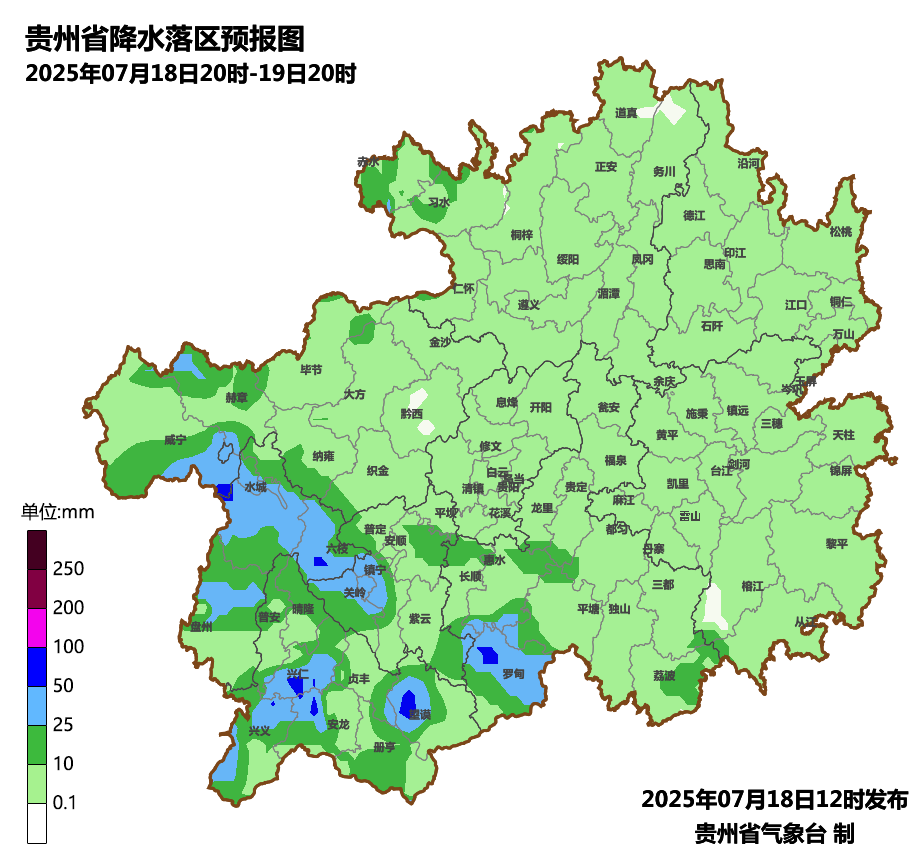 贵州省降水落区预报图
2025年07月18日20时-19日20时
道真
赤水
正安
务川
沿河
习水
德江
桐梓
松桃
绥阳
凤冈
印江
思南
仁怀
湄潭
遵义
江口
铜仁
石阡
万山
金沙
毕节
余庆
玉屏
岑巩
大方
赫章
息烽
开阳
瓮安
黔西
施秉
镇远
三穗
威宁
修文
黄平
天柱
纳雍
织金
福泉
台江
剑河
锦屏
白云
乌当
水城
清镇
贵阳
贵定
凯里
麻江
平坝
花溪
龙里
雷山
普定
安顺
都匀
黎平
六枝
丹寨
惠水
镇宁
长顺
关岭
三都
榕江
晴隆
普安
紫云
平塘
独山
盘州
从江
兴仁
贞丰
罗甸
荔波
望谟
兴义
安龙
册亨
单位:mm
250
200
100
50
25
10
0.1
2025年07月18日12时发布
贵州省气象台 制